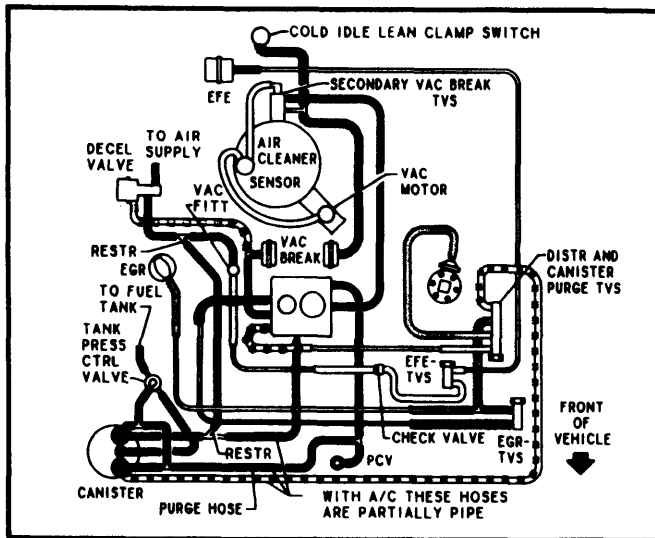 COLD IDLE LEAN CLAMP SWITCH
EFE
SECONDARY VAC BREAK
TVS
DECEL
VALVE
TO AIR
SUPPLY
AIR
CLEANER
SENSOR
VAC
FITT
VAC
MOTOR
RESTR
EGR
VAC
BREAK
DISTR AND
CANISTER
PURGE TVS
TO FUEL
TANK
TANK
PRESS
CTRL
VALVE
EFE-
TVS
CHECK VALVE
FRONT
OF
VEHICLE
RESTR
EGR-
TVS
PCV
CANISTER
PURGE HOSE
WITH A/C THESE HOSES
ARE PARTIALLY PIPE